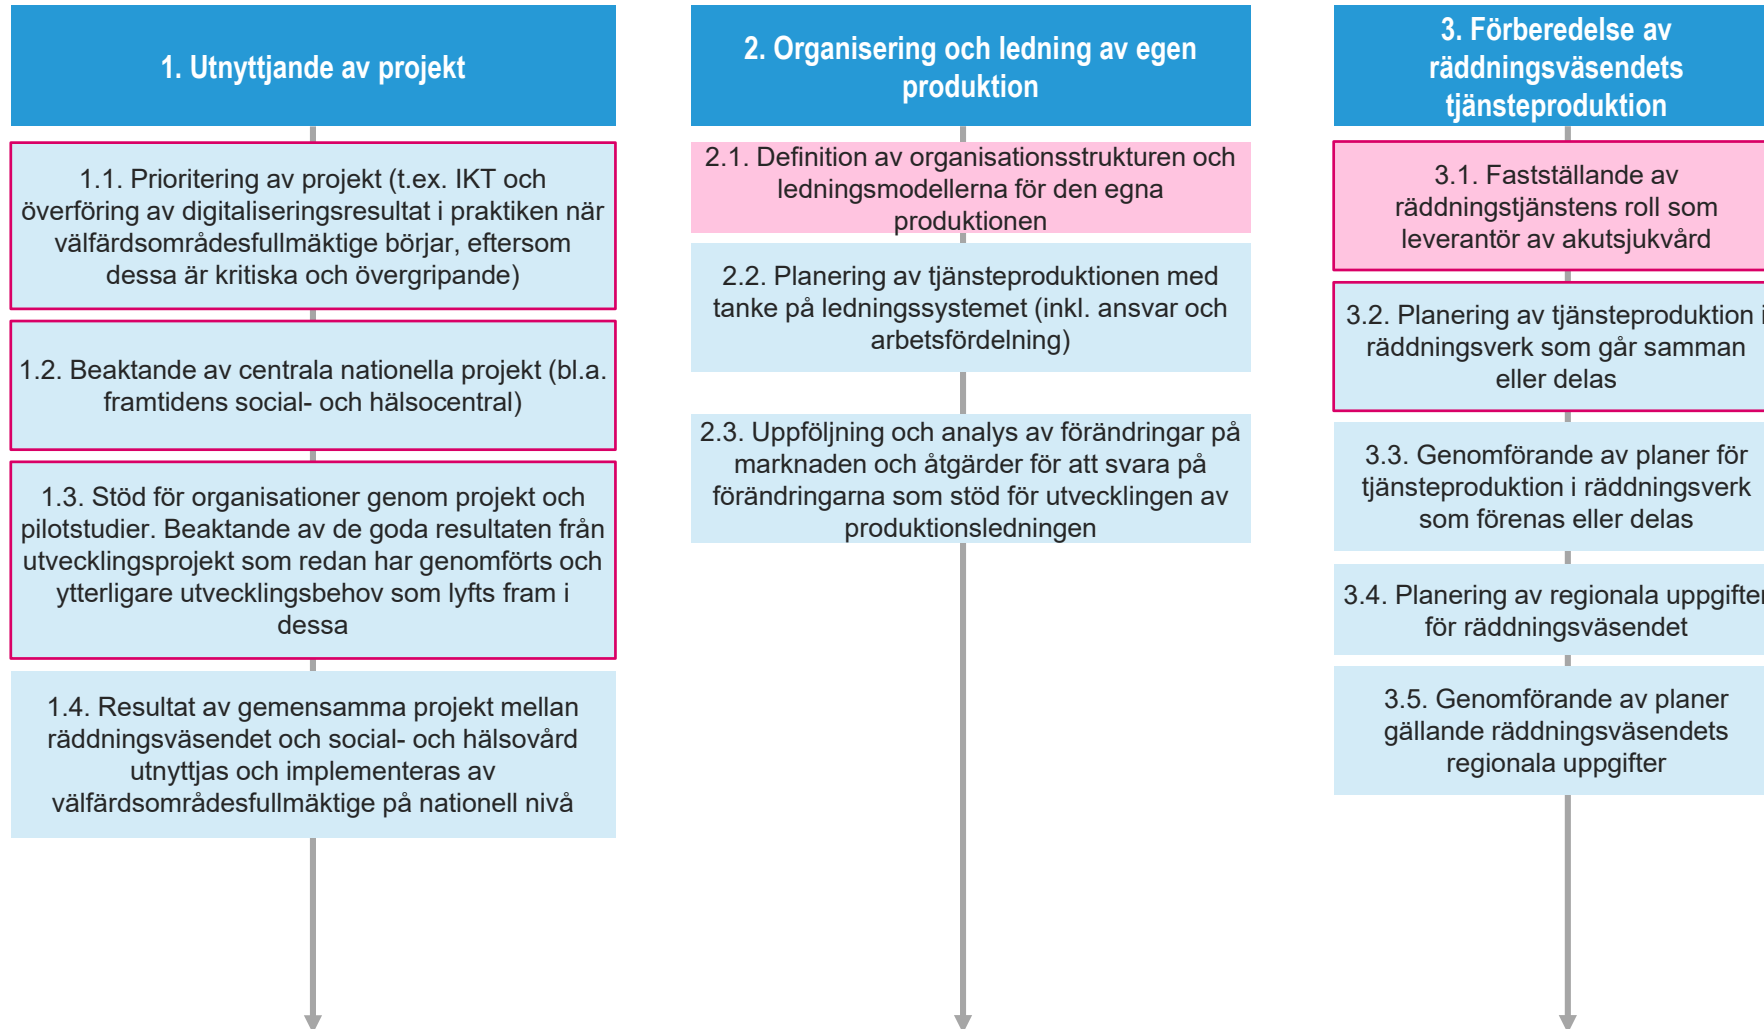 1. Utnyttjande av projekt
1.1. Prioritering av projekt (t.ex. IKT och
överföring av digitaliseringsresultat i praktiken när
välfärdsområdesfullmäktige börjar, eftersom
dessa är kritiska och övergripande)
1.2. Beaktande av centrala nationella projekt (bl.a.
framtidens social- och hälsocentral)
1.3. Stöd för organisationer genom projekt och
pilotstudier. Beaktande av de goda resultaten från
utvecklingsprojekt som redan har genomförts och
ytterligare utvecklingsbehov som lyfts fram i
dessa
1.4. Resultat av gemensamma projekt mellan
räddningsväsendet och social- och hälsovård
utnyttjas och implementeras av
välfärdsområdesfullmäktige på nationell nivå
2. Organisering och ledning av egen
produktion
2.1. Definition av organisationsstrukturen och
ledningsmodellerna för den egna
produktionen
2.2. Planering av tjänsteproduktionen med
tanke på ledningssystemet (inkl. ansvar och
arbetsfördelning)
2.3. Uppföljning och analys av förändringar på
marknaden och åtgärder för att svara på
förändringarna som stöd för utvecklingen av
produktionsledningen
3. Förberedelse av
räddningsväsendets
tjänsteproduktion
3.1. Fastställande av
räddningstjänstens roll som
leverantör av akutsjukvård
3.2. Planering av tjänsteproduktion i
räddningsverk som går samman
eller delas
3.3. Genomförande av planer för
tjänsteproduktion i räddningsverk
som förenas eller delas
3.4. Planering av regionala uppgifter
för räddningsväsendet
3.5. Genomförande av planer
gällande räddningsväsendets
regionala uppgifter